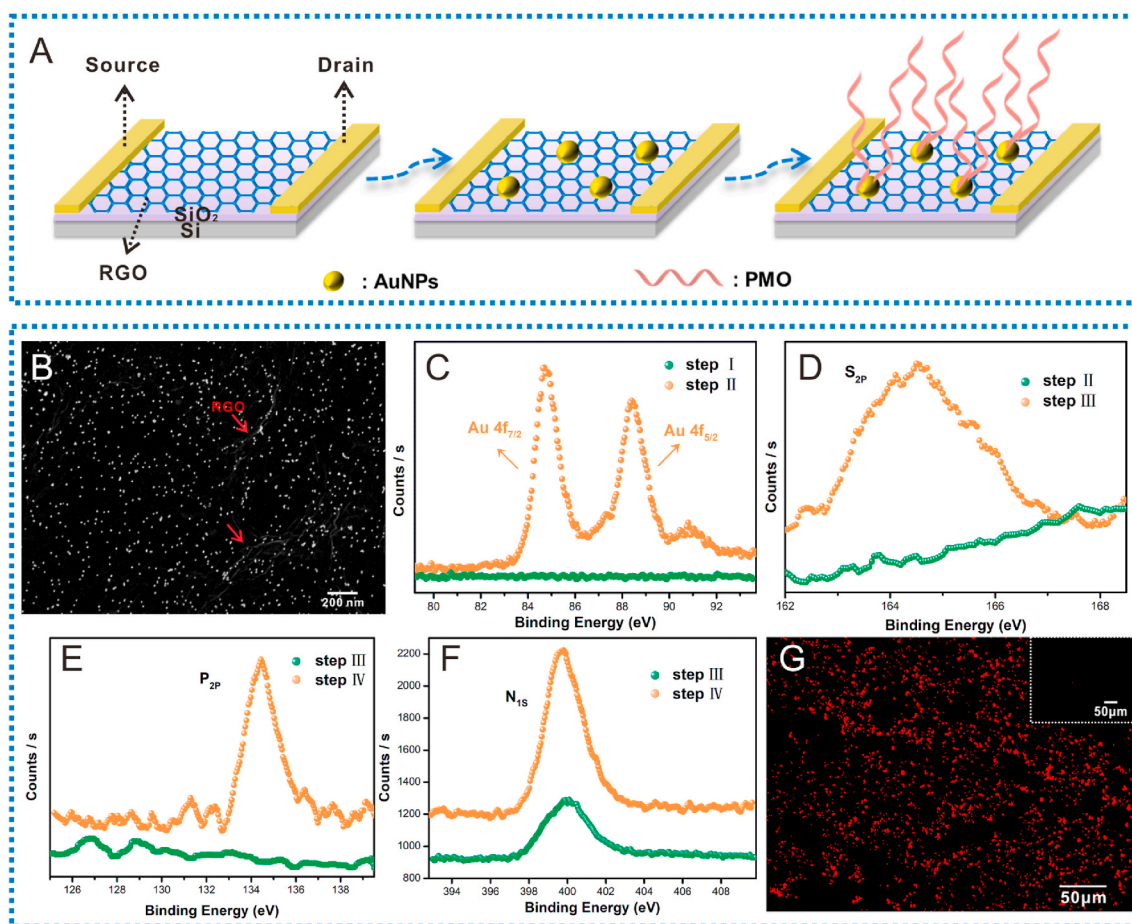 A
Source
Drain
SiO₂
Si
RGO
: AuNPs
: PMO
B
RGO
200 nm
C
step Ⅰ
step Ⅱ
Au 4f7/2
Au 4f5/2
Counts / s
80 82 84 86 88 90 92
Binding Energy (eV)
D
S2P
step Ⅱ
step Ⅲ
Counts / s
162 164 166 168
Binding Energy (eV)
E
P2P
step Ⅲ
step Ⅳ
Counts / s
126 128 130 132 134 136 138
Binding Energy (eV)
F
N1S
step Ⅲ
step Ⅳ
Counts / s
2200
2000
1800
1600
1400
1200
1000
800
394 396 398 400 402 404 406 408
Binding Energy (eV)
G
50μm
50μm